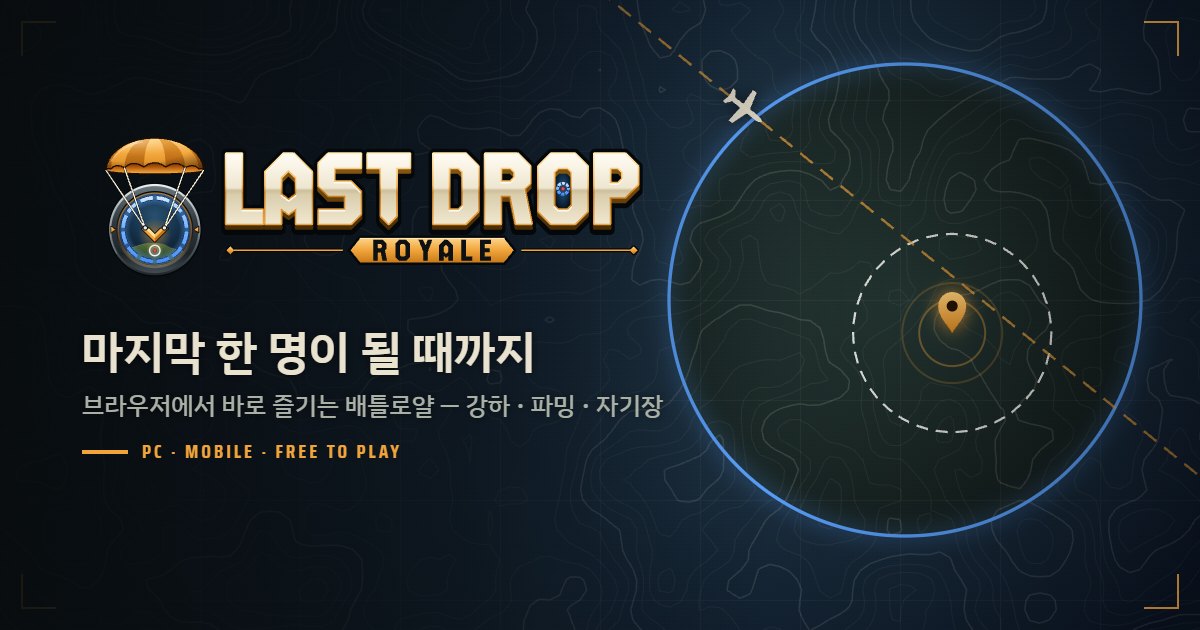 LAST DROP
ROYALE
마지막 한 명이 될 때까지
브라우저에서 바로 즐기는 배틀로얄 — 강하 · 파밍 · 자기장
PC · MOBILE · FREE TO PLAY